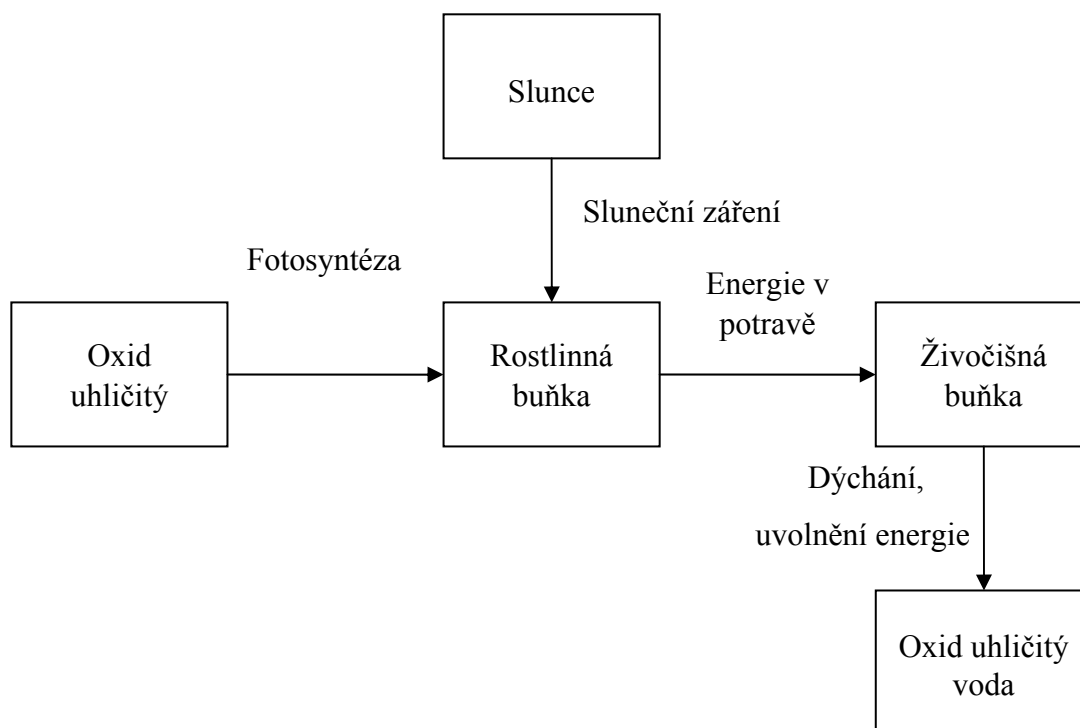 Slunce
Sluneční záření
Fotosyntéza
Energie v
potravě
Oxid
uhličitý
Rostlinná
buňka
Živočišná
buňka
Dýchání,
uvolnění energie
Oxid uhličitý
voda